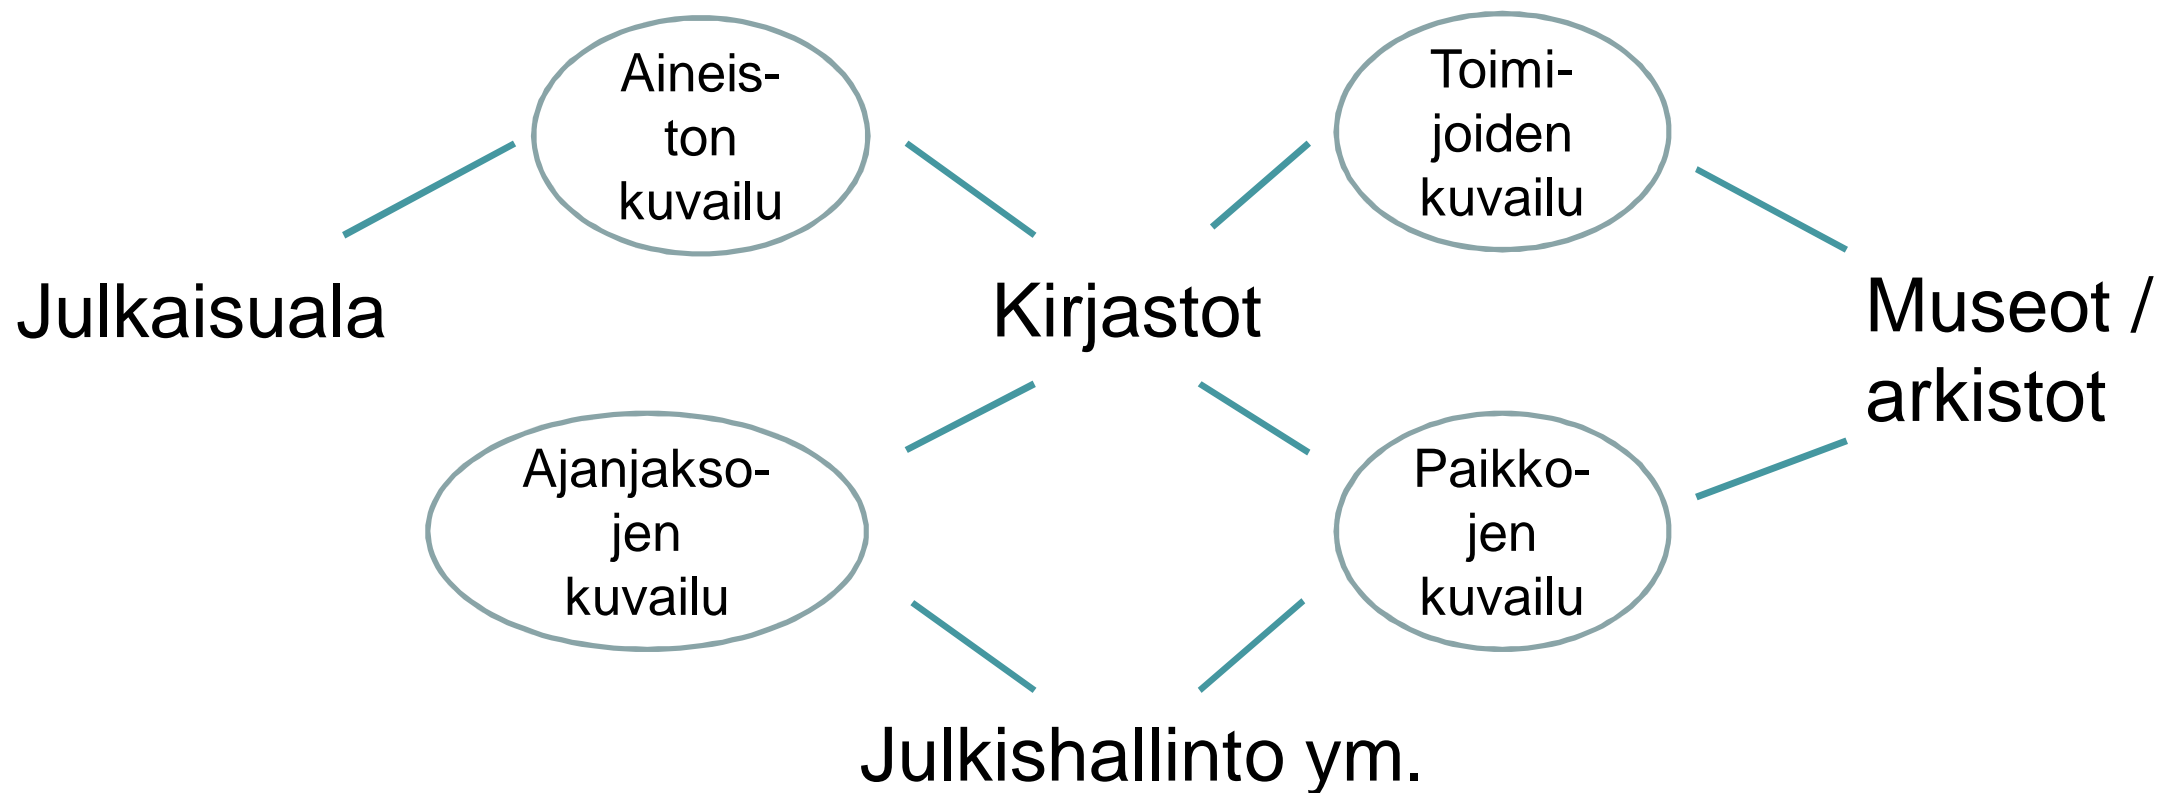 Aineis-
ton
kuvailu
Toimi-
joiden
kuvailu
Julkaisuala
Kirjastot
Museot /
arkistot
Ajanjakso-
jen
kuvailu
Paikko-
jen
kuvailu
Julkishallinto ym.